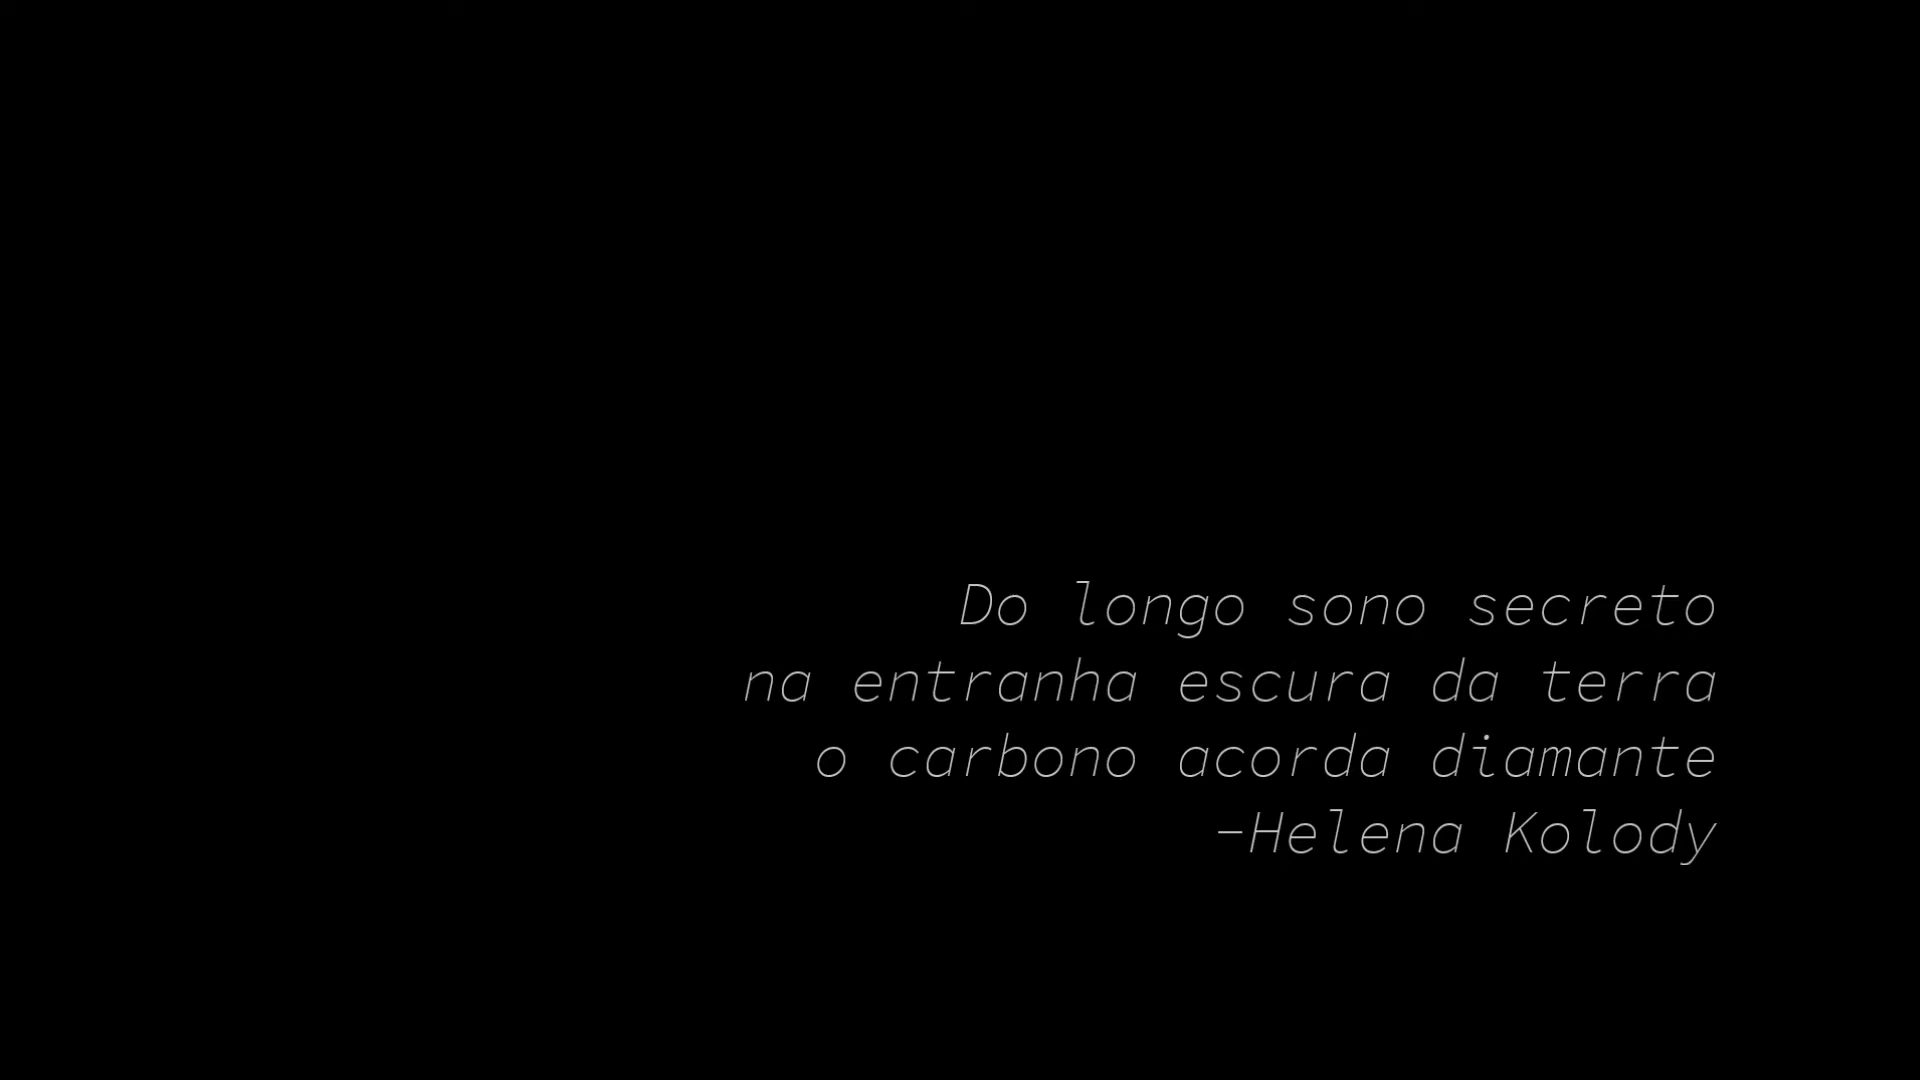 Do longo sono secreto
na entranha escura da terra
o carbono acorda diamante
-Helena Kolody